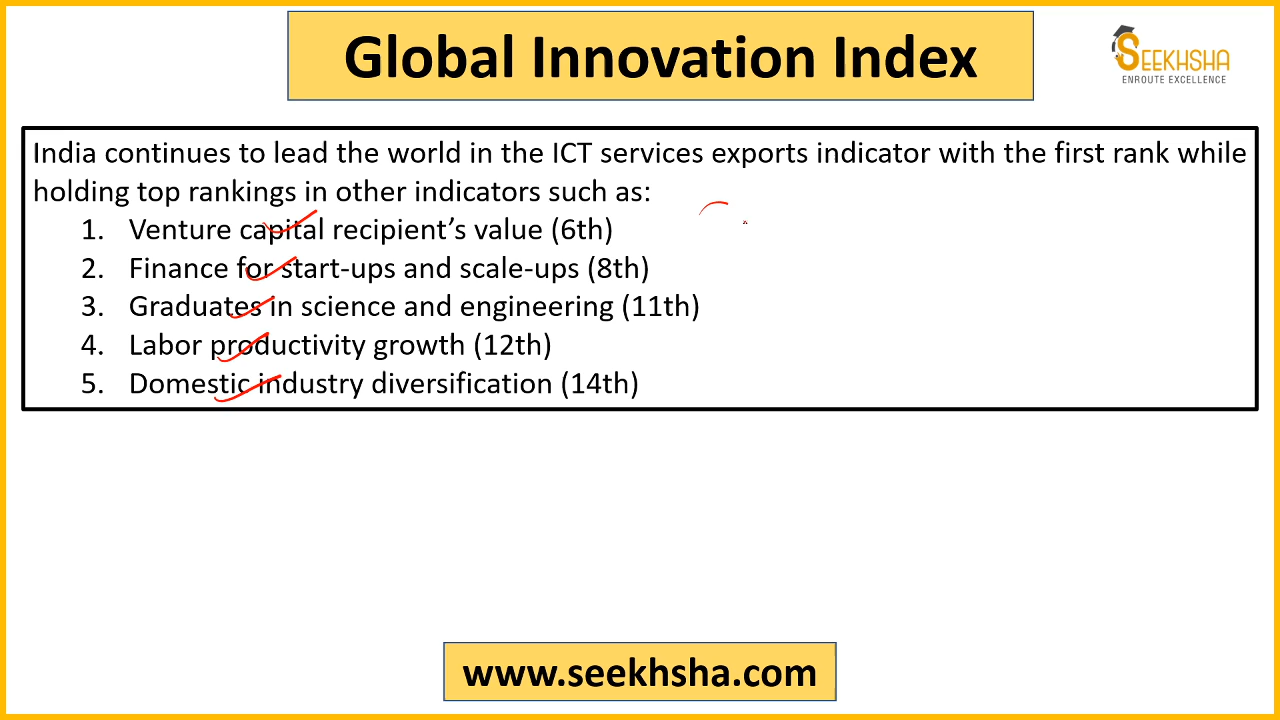 Global Innovation Index
SEEKHSHA
ENROUTE EXCELLENCE
India continues to lead the world in the ICT services exports indicator with the first rank while
holding top rankings in other indicators such as:
1. Venture capital recipient’s value (6th)
2. Finance for start-ups and scale-ups (8th)
3. Graduates in science and engineering (11th)
4. Labor productivity growth (12th)
5. Domestic industry diversification (14th)
www.seekhsha.com